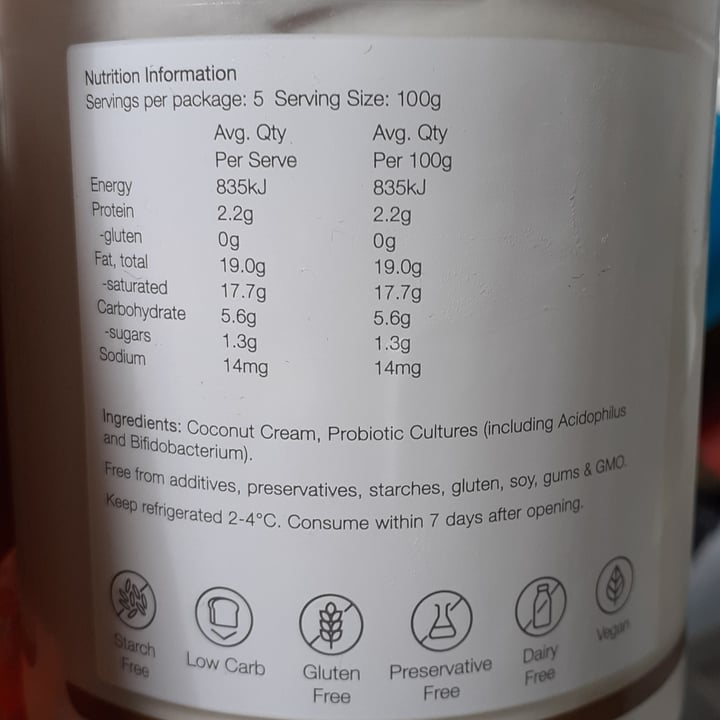 Nutrition Information
Servings per package: 5 Serving Size: 100g
Avg. Qty Avg. Qty
Per Serve Per 100g
Energy 835kJ 835kJ
Protein 2.2g 2.2g
-gluten 0g 0g
Fat, total 19.0g 19.0g
-saturated 17.7g 17.7g
Carbohydrate 5.6g 5.6g
-sugars 1.3g 1.3g
Sodium 14mg 14mg
Ingredients: Coconut Cream, Probiotic Cultures (including Acidophilus
and Bifidobacterium).
Free from additives, preservatives, starches, gluten, soy, gums & GMO.
Keep refrigerated 2-4°C. Consume within 7 days after opening.
Starch Free
Low Carb
Gluten Free
Preservative Free
Dairy Free
Vegan